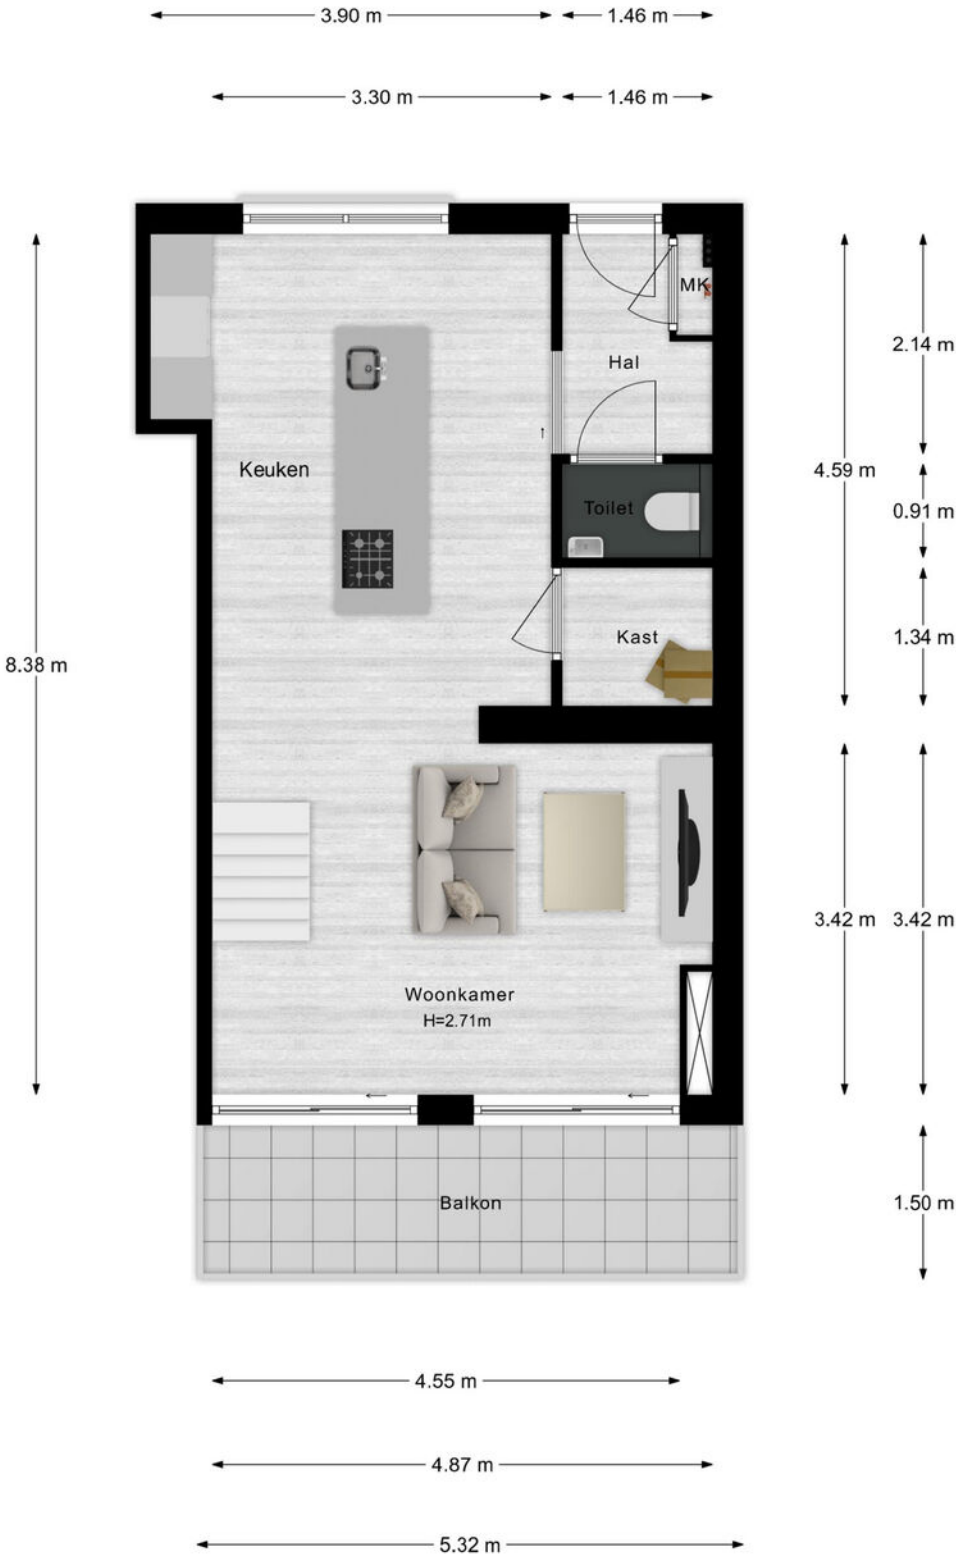 3.90 m
1.46 m
3.30 m
1.46 m
MK
2.14 m
Hal
Keuken
4.59 m
Toilet
0.91 m
Kast
1.34 m
8.38 m
3.42 m
3.42 m
Woonkamer
H=2.71m
Balkon
1.50 m
4.55 m
4.87 m
5.32 m